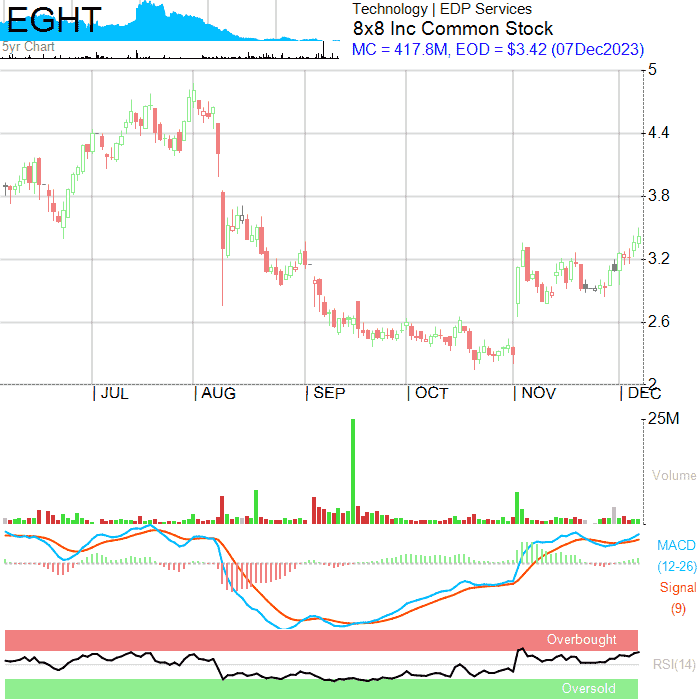 EGHT
5yr Chart
Technology | EDP Services
8x8 Inc Common Stock
MC = 417.8M, EOD = $3.42 (07Dec2023)
5
4.4
3.8
3.2
2.6
2
JUL AUG SEP OCT NOV DEC
25M
Volume
MACD
(12-26)
Signal
(9)
Overbought
RSI(14)
Oversold